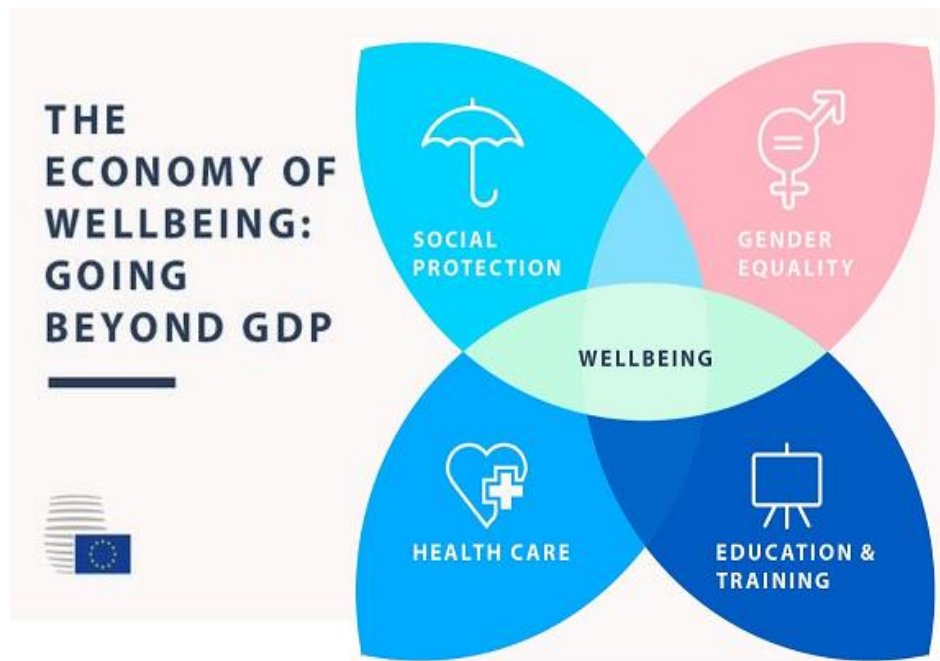 THE
ECONOMY OF
WELLBEING:
GOING
BEYOND GDP
SOCIAL
PROTECTION
GENDER
EQUALITY
WELLBEING
HEALTH CARE
EDUCATION &
TRAINING